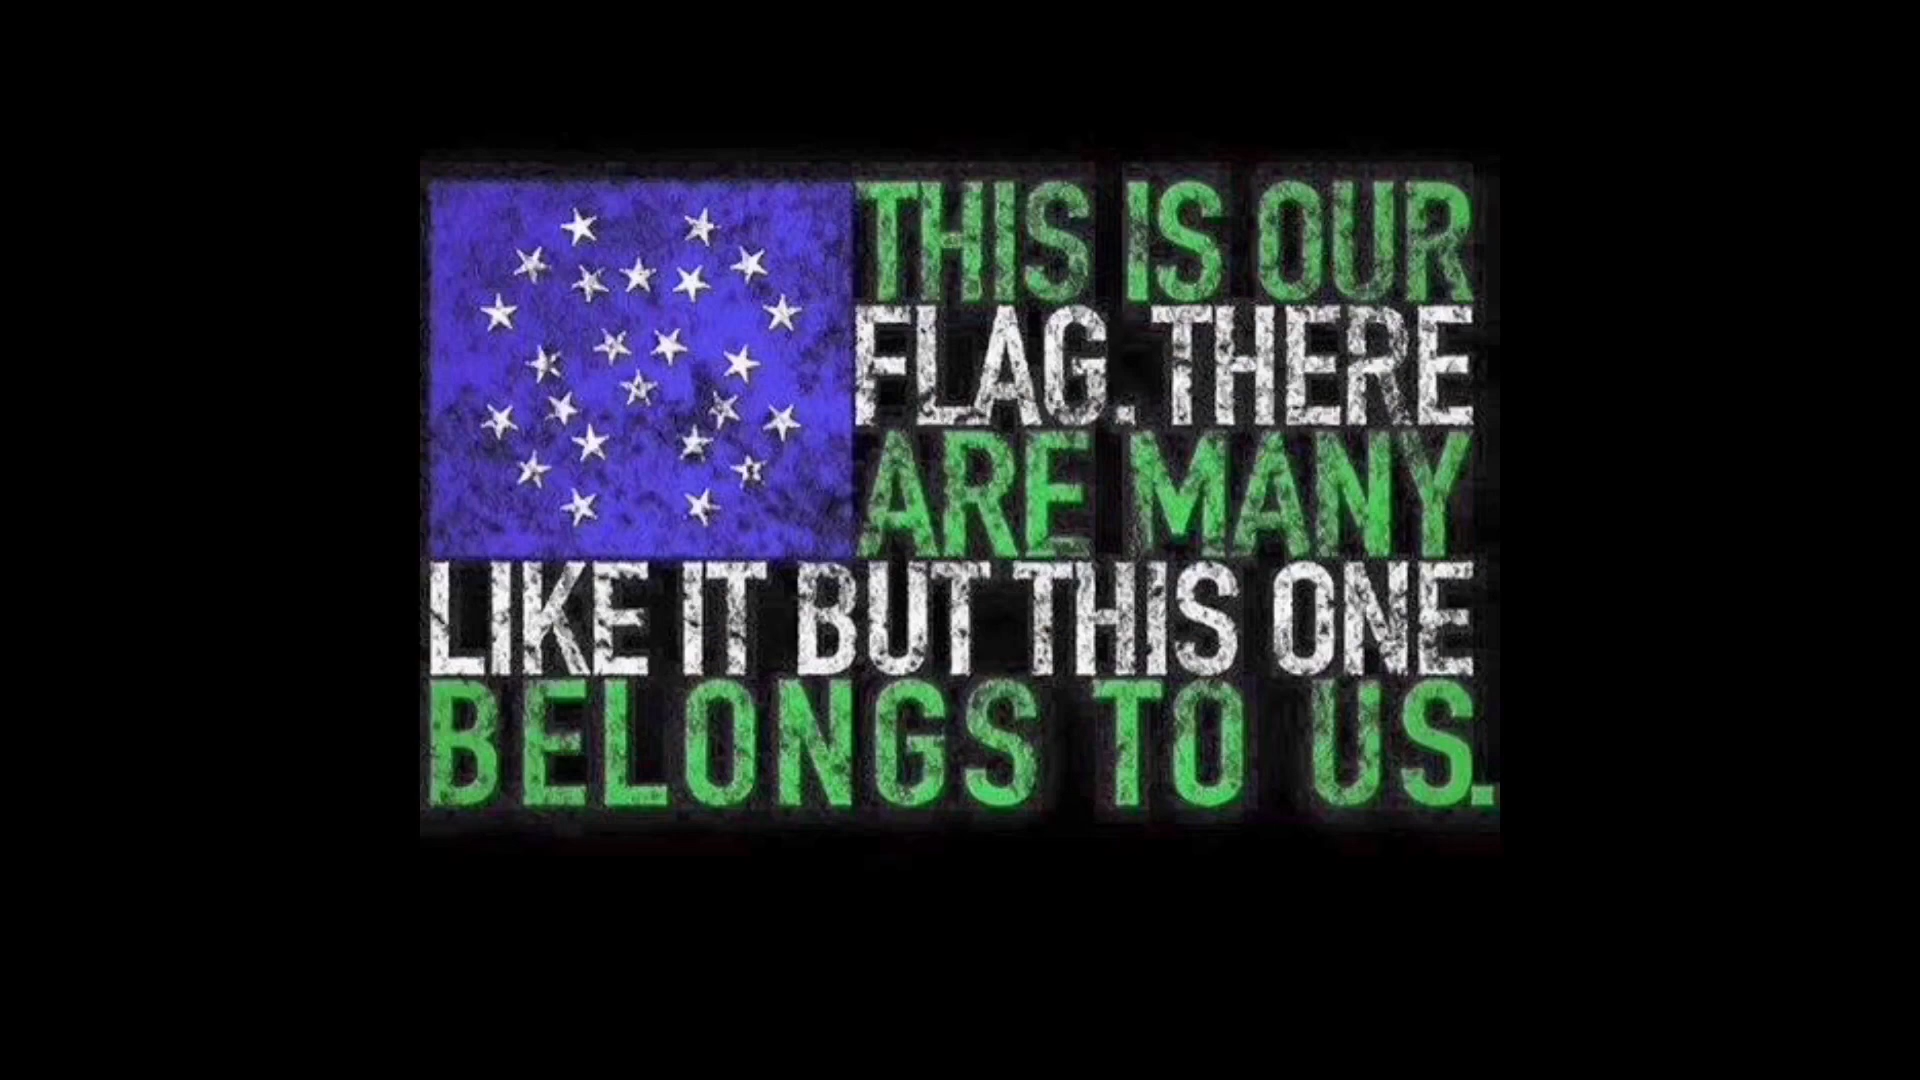 THIS IS OUR
FLAG. THERE
ARE MANY
LIKE IT BUT THIS ONE
BELONGS TO US.